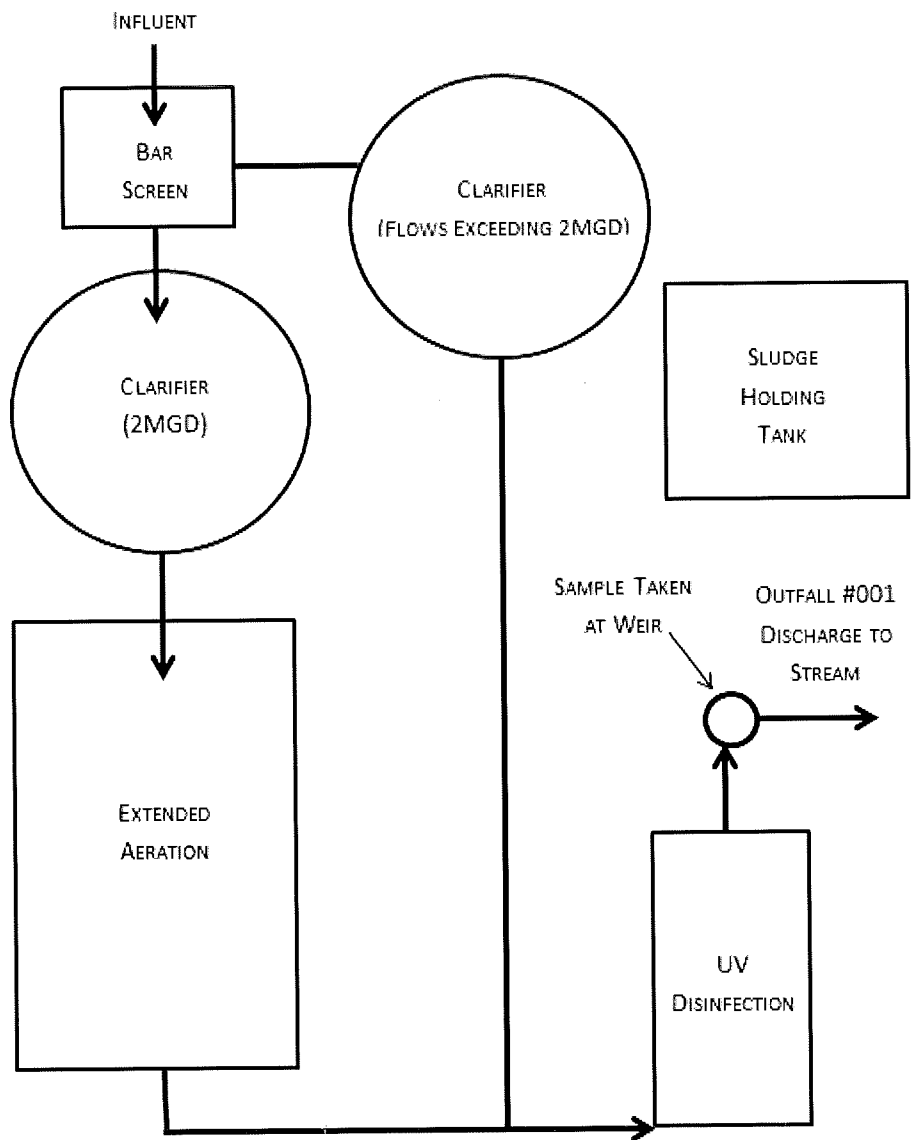 INFLUENT
BAR
SCREEN
CLARIFIER
(FLOWS EXCEEDING 2MGD)
CLARIFIER
(2MGD)
SLUDGE
HOLDING
TANK
SAMPLE TAKEN
AT WEIR
OUTFALL #001
DISCHARGE TO
STREAM
EXTENDED
AERATION
UV
DISINFECTION